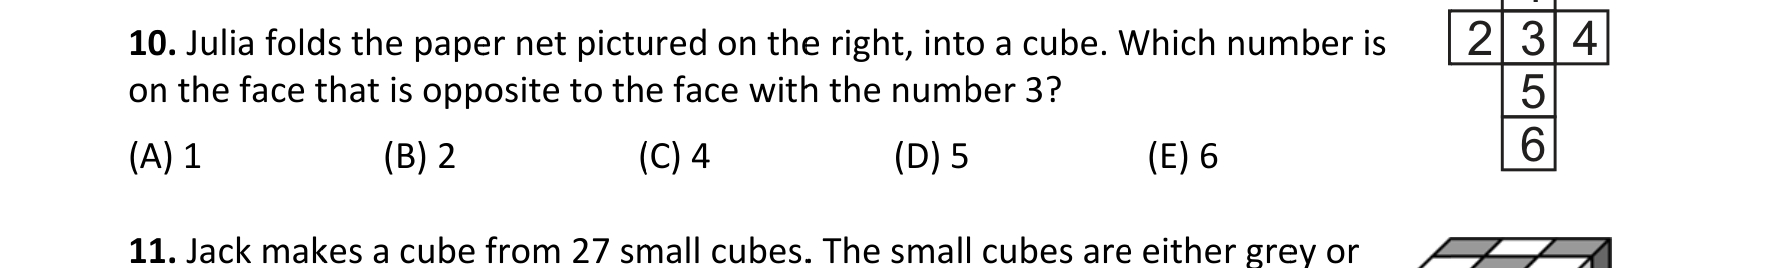 10. Julia folds the paper net pictured on the right, into a cube. Which number is
on the face that is opposite to the face with the number 3?
(A) 1 (B) 2 (C) 4 (D) 5 (E) 6
2 3 4
5
6
11. Jack makes a cube from 27 small cubes. The small cubes are either grey or